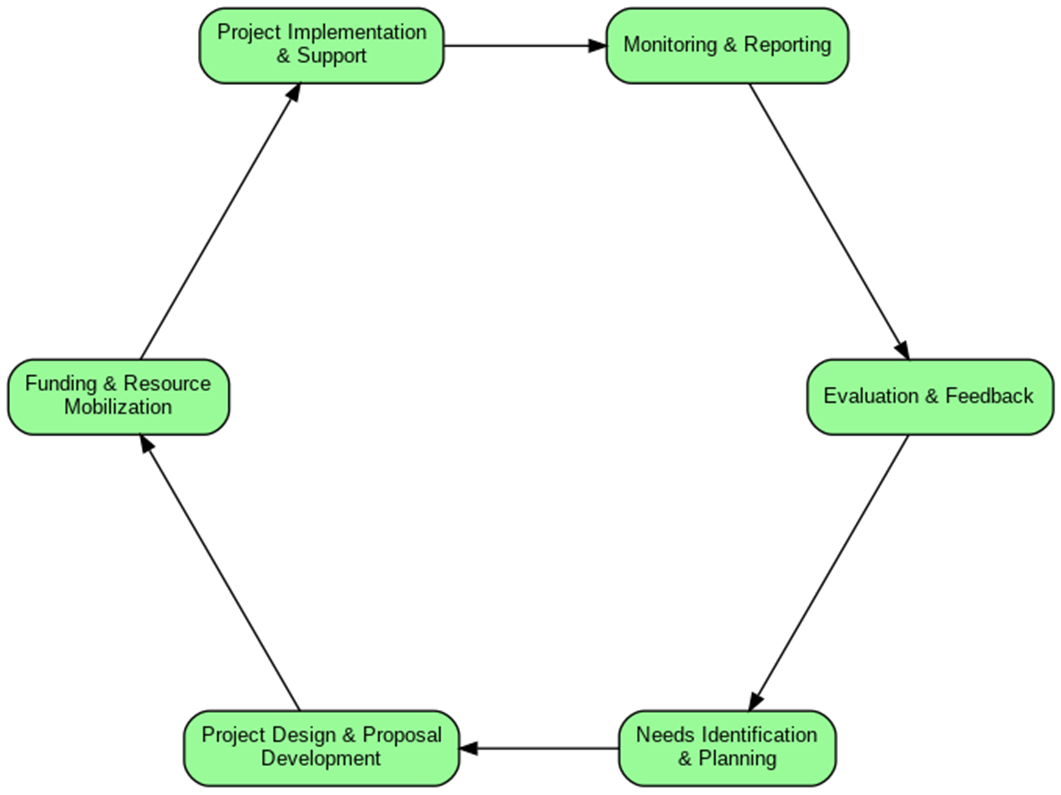 Project Implementation
& Support
Monitoring & Reporting
Funding & Resource
Mobilization
Evaluation & Feedback
Project Design & Proposal
Development
Needs Identification
& Planning